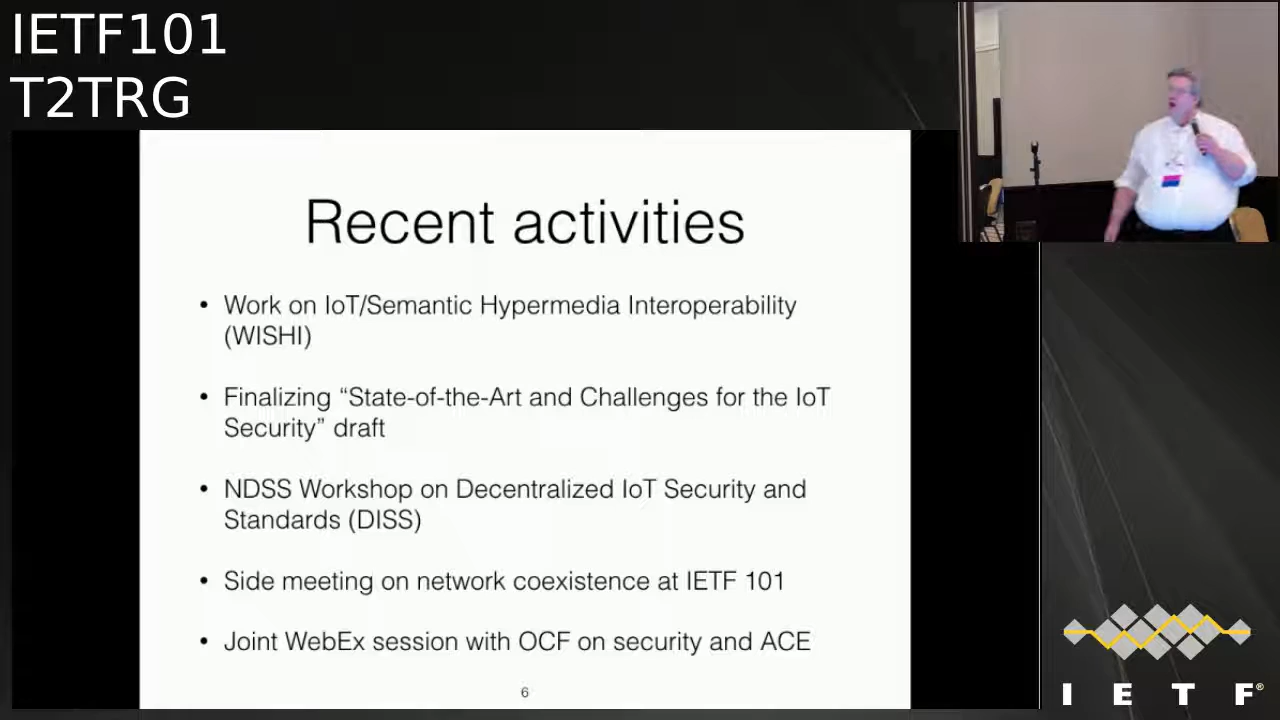 IETF101
T2TRG
Recent activities
• Work on IoT/Semantic Hypermedia Interoperability
(WISHI)
• Finalizing “State-of-the-Art and Challenges for the IoT
Security” draft
• NDSS Workshop on Decentralized IoT Security and
Standards (DISS)
• Side meeting on network coexistence at IETF 101
• Joint WebEx session with OCF on security and ACE
6
I E T F®